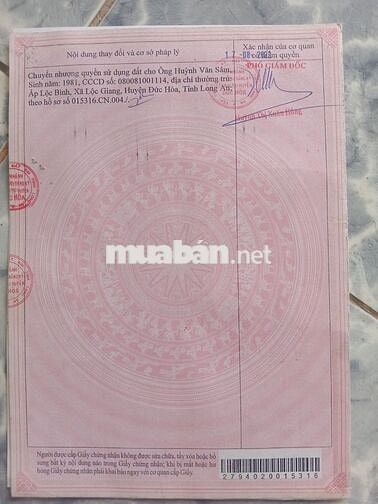 Nội dung thay đổi và cơ sở pháp lý
Xác nhận của cơ quan
có thẩm quyền
Chuyển nhượng quyền sử dụng đất cho Ông Huỳnh Văn Sắm,
Sinh năm: 1981, CCCD số: 080081001114, địa chỉ thường trú:
Ấp Lộc Bình, Xã Lộc Giang, Huyện Đức Hòa, Tỉnh Long An;
theo hồ sơ số 015316.CN.004./.
PHÓ GIÁM ĐỐC
muabán.net
Người được cấp Giấy chứng nhận không được sửa chữa, tẩy xóa hoặc bổ
sung bất kỳ nội dung nào trong Giấy chứng nhận; khi bị mất hoặc hư
hỏng Giấy chứng nhận phải khai báo ngay với cơ quan cấp Giấy.
2794020015316